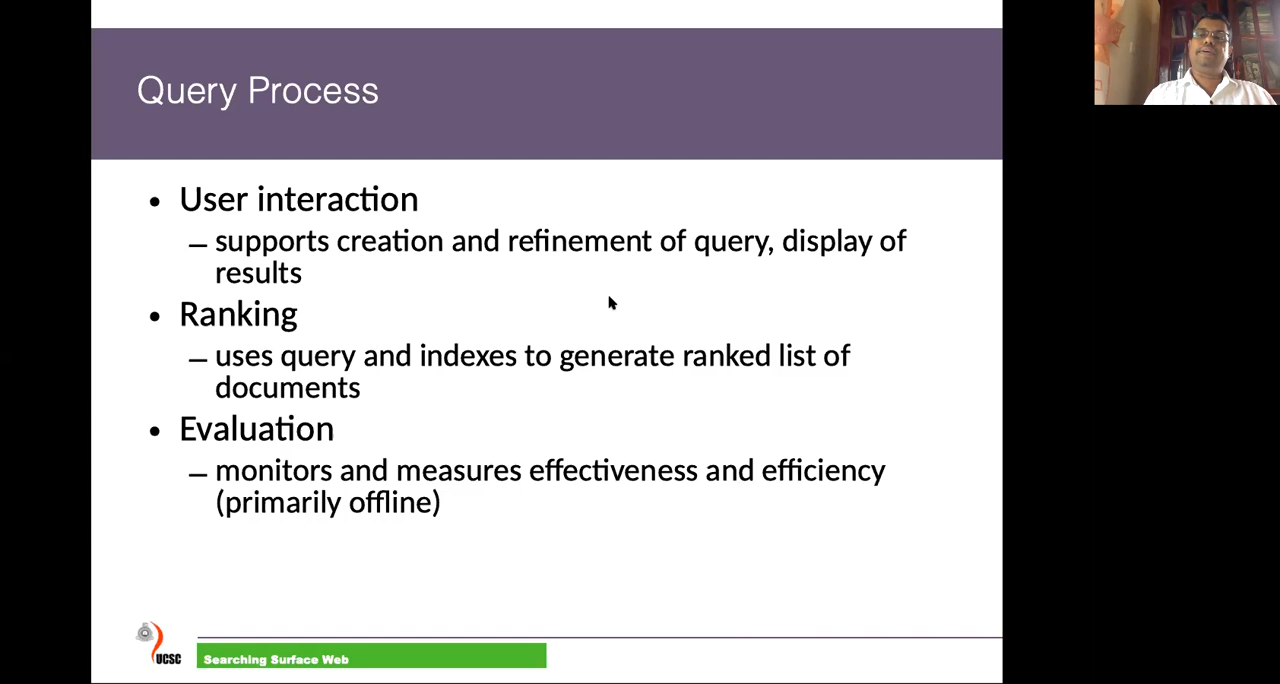 Query Process
• User interaction
– supports creation and refinement of query, display of
results
• Ranking
– uses query and indexes to generate ranked list of
documents
• Evaluation
– monitors and measures effectiveness and efficiency
(primarily offline)
UCSC
Searching Surface Web